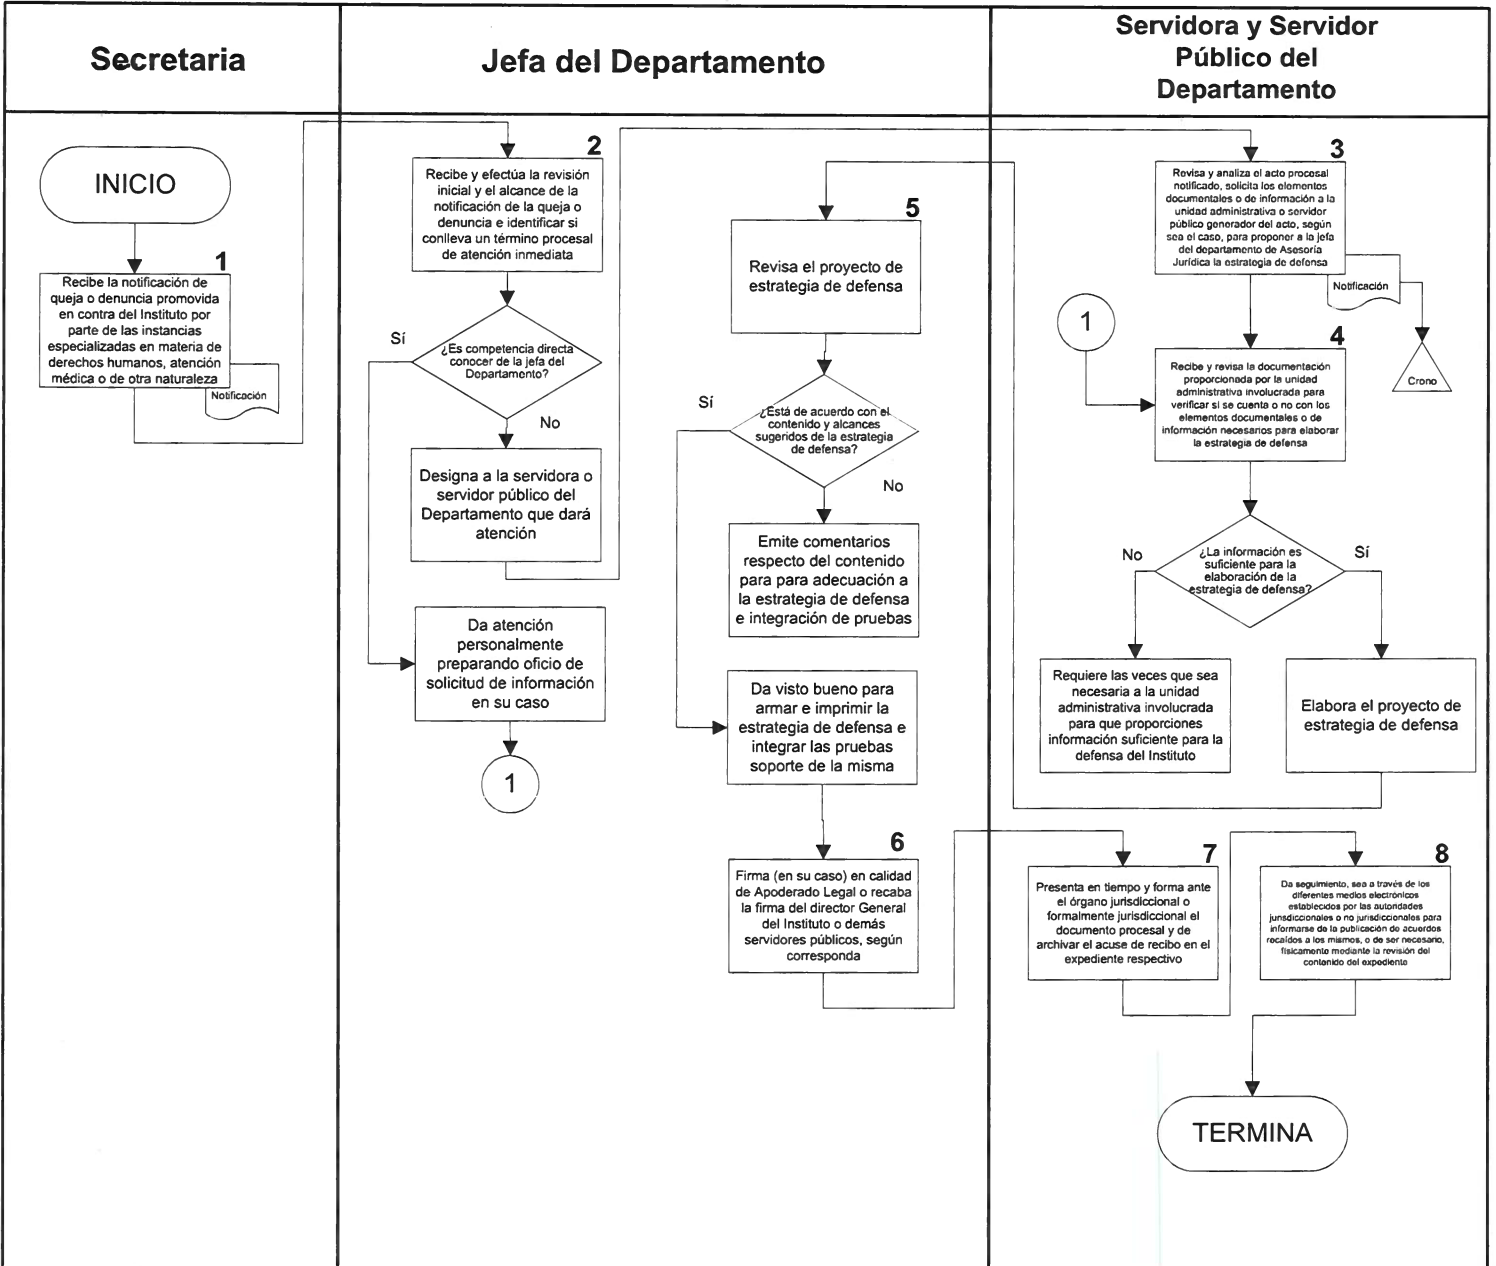 Secretaria
Jefa del Departamento
Servidora y Servidor
Público del
Departamento
INICIO
1
Recibe la notificación de
queja o denuncia promovida
en contra del Instituto por
parte de las instancias
especializadas en materia de
derechos humanos, atención
médica o de otra naturaleza
Notificación
2
Recibe y efectúa la revisión
inicial y el alcance de la
notificación de la queja o
denuncia e identificar si
conlleva un término procesal
de atención inmediata
Sí
¿Es competencia directa
conocer de la jefa del
Departamento?
No
Designa a la servidora o
servidor público del
Departamento que dará
atención
Da atención
personalmente
preparando oficio de
solicitud de información
en su caso
1
5
Revisa el proyecto de
estrategia de defensa
Sí
¿Está de acuerdo con el
contenido y alcances
sugeridos de la estrategia
de defensa?
No
Emite comentarios
respecto del contenido
para para adecuación a
la estrategia de defensa
e integración de pruebas
Da visto bueno para
armar e imprimir la
estrategia de defensa e
integrar las pruebas
soporte de la misma
6
Firma (en su caso) en calidad
de Apoderado Legal o recaba
la firma del director General
del Instituto o demás
servidores públicos, según
corresponda
3
Revisa y analiza el acto procesal
notificado, solicita los elementos
documentales o de información a la
unidad administrativa o servidor
público generador del acto, según
sea el caso, para proponer a la jefa
del departamento de Asesoría
Jurídica la estrategia de defensa
Notificación
Crono
1
4
Recibe y revisa la documentación
proporcionada por la unidad
administrativa involucrada para
verificar si se cuenta o no con los
elementos documentales o de
información necesarios para elaborar
la estrategia de defensa
No
¿La información es
suficiente para la
elaboración de la
estrategia de defensa?
Sí
Requiere las veces que sea
necesaria a la unidad
administrativa involucrada
para que proporciones
información suficiente para la
defensa del Instituto
Elabora el proyecto de
estrategia de defensa
7
Presenta en tiempo y forma ante
el órgano jurisdiccional o
formalmente jurisdiccional el
documento procesal y de
archivar el acuse de recibo en el
expediente respectivo
8
Da seguimiento, sea a través de los
diferentes medios electrónicos
establecidos por las autoridades
jurisdiccionales o no jurisdiccionales para
informarse de la publicación de acuerdos
recaídos a los mismos, o de ser necesario,
físicamente mediante la revisión del
contenido del expediente
TERMINA